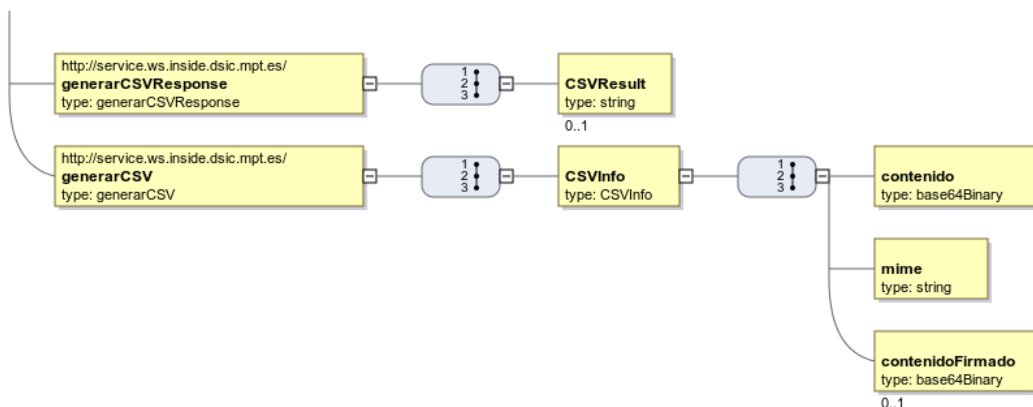 http://service.ws.inside.dsic.mpt.es/
generarCSVResponse
type: generarCSVResponse
1
2
3
CSVResult
type: string
0..1
http://service.ws.inside.dsic.mpt.es/
generarCSV
type: generarCSV
1
2
3
CSVInfo
type: CSVInfo
1
2
3
contenido
type: base64Binary
mime
type: string
contenidoFirmado
type: base64Binary
0..1